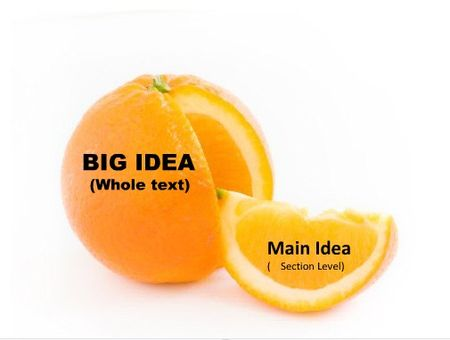 BIG IDEA
(Whole text)
Main Idea
( Section Level)